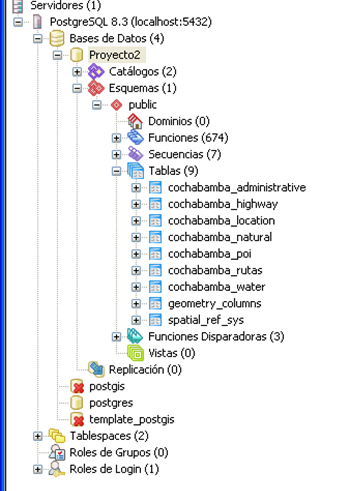 Servidores (1)
PostgreSQL 8.3 (localhost:5432)
Bases de Datos (4)
Proyecto2
Catálogos (2)
Esquemas (1)
public
Dominios (0)
Funciones (674)
Secuencias (7)
Tablas (9)
cochabamba_administrative
cochabamba_highway
cochabamba_location
cochabamba_natural
cochabamba_poi
cochabamba_rutas
cochabamba_water
geometry_columns
spatial_ref_sys
Funciones Disparadoras (3)
Vistas (0)
Replicación (0)
postgis
postgres
template_postgis
Tablespaces (2)
Roles de Grupos (0)
Roles de Login (1)